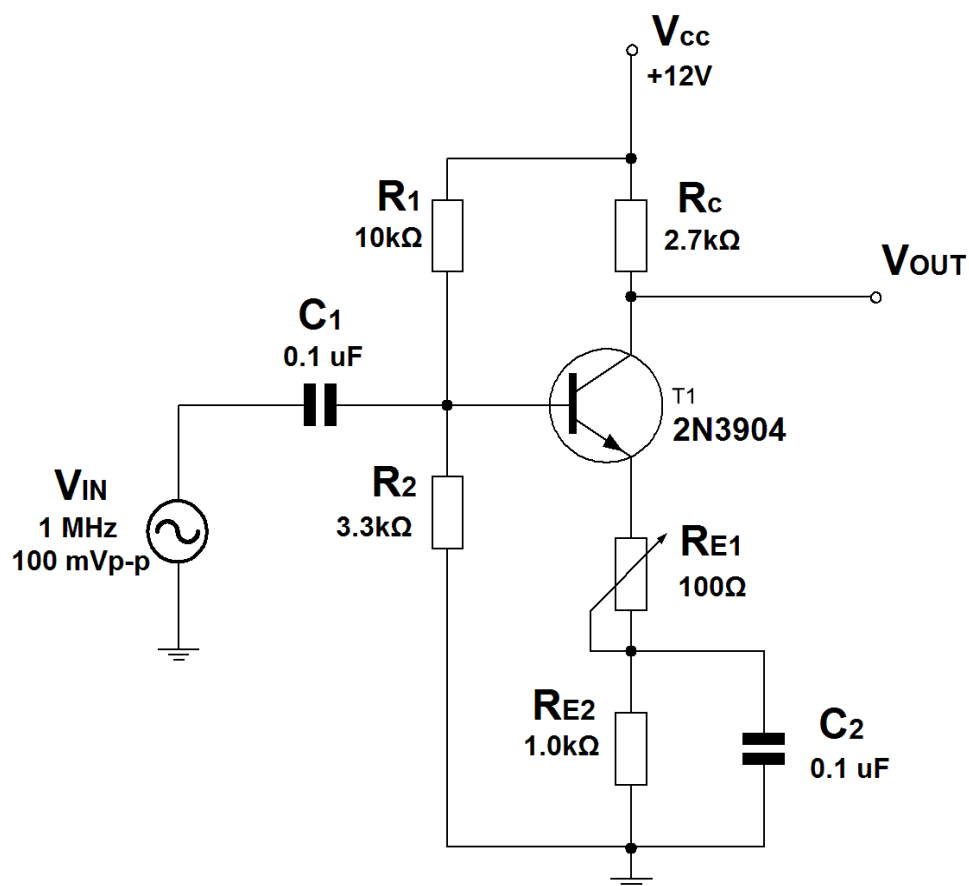 Vcc
+12V
R1
10kΩ
Rc
2.7kΩ
VOUT
C1
0.1 uF
T1
2N3904
VIN
1 MHz
100 mVp-p
R2
3.3kΩ
RE1
100Ω
RE2
1.0kΩ
C2
0.1 uF